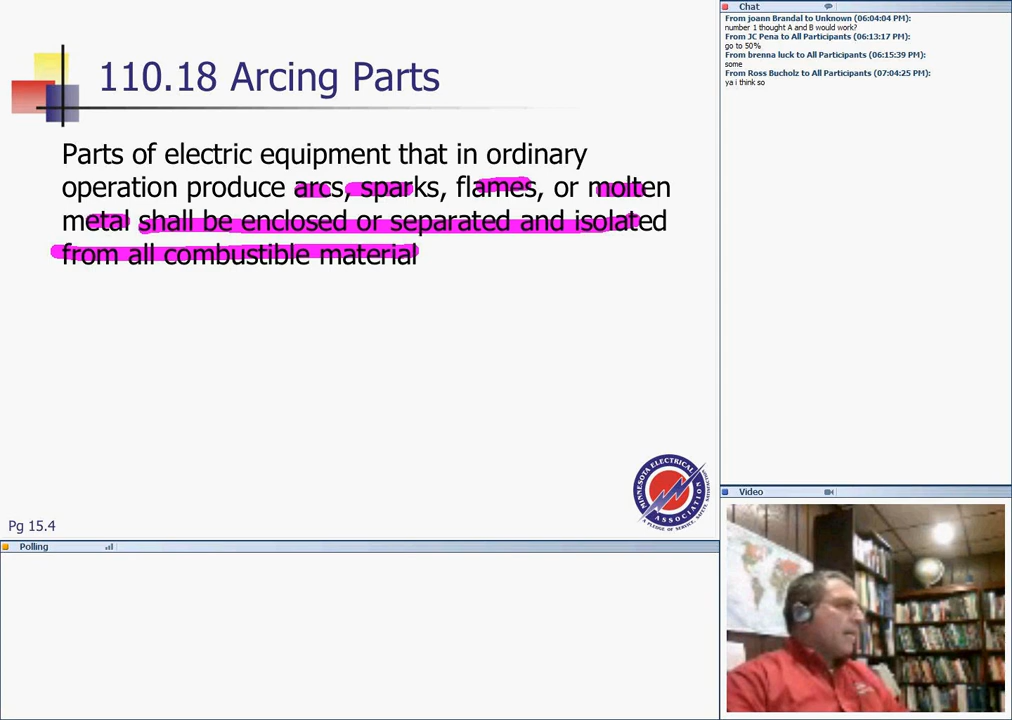 110.18 Arcing Parts
Parts of electric equipment that in ordinary
operation produce arcs, sparks, flames, or molten
metal shall be enclosed or separated and isolated
from all combustible material
MINNESOTA ELECTRICAL
ASSOCIATION
Pg 15.4
Polling
Chat
From joann Brandal to Unknown (06:04:04 PM):
number 1 thought A and B would work?
From JC Pena to All Participants (06:13:17 PM):
go to 50%
From brenna luck to All Participants (06:15:39 PM):
some
From Ross Bucholz to All Participants (07:04:25 PM):
ya i think so
Video